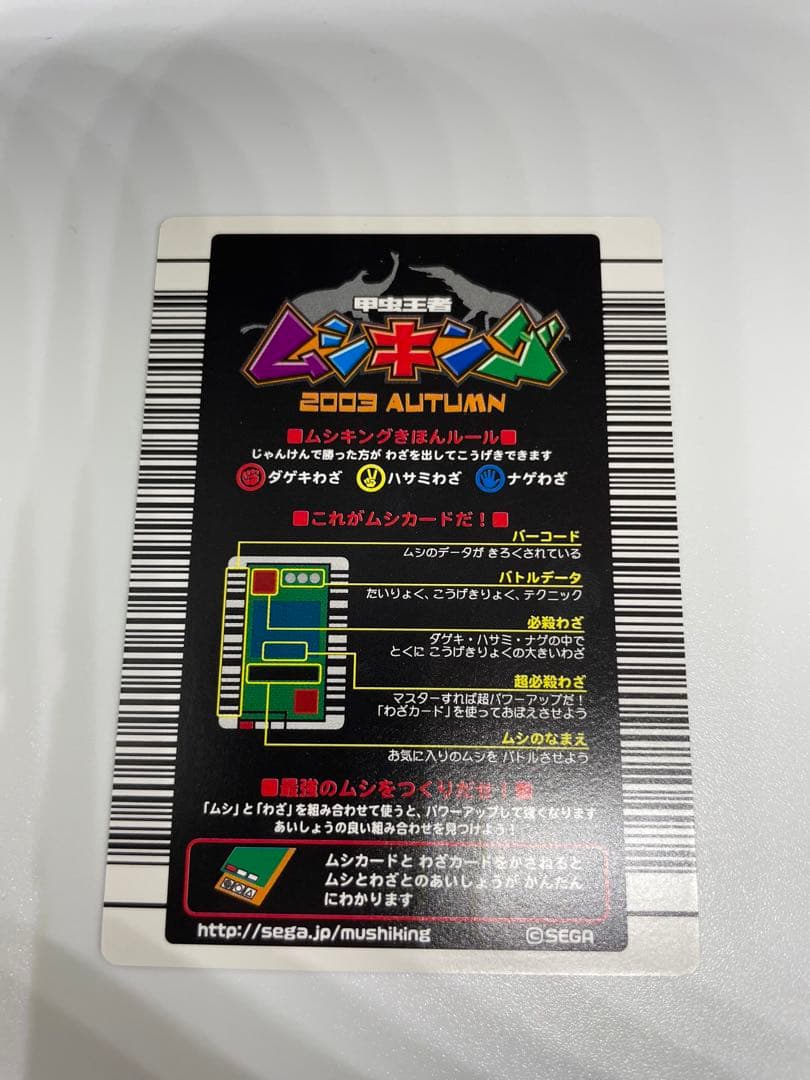 甲虫王者
ムシキング
2003 AUTUMN
■ムシキングきほんルール■
じゃんけんで勝った方が わざを出してこうげきできます
ダゲキわざ ハサミわざ ナゲわざ
■これがムシカードだ！■
バーコード
ムシのデータが きろくされている
バトルデータ
たいりょく、こうげきりょく、テクニック
必殺わざ
ダゲキ・ハサミ・ナゲの中で
とくに こうげきりょくの大きいわざ
超必殺わざ
マスターすれば超パワーアップだ！
「わざカード」を使っておぼえさせよう
ムシのなまえ
お気に入りのムシを バトルさせよう
■最強のムシをつくりだせ！■
「ムシ」と「わざ」を組み合わせて使うと、パワーアップして強くなります
あいしょうの良い組み合わせを見つけよう！
ムシカードと わざカードをかさねると
ムシとわざとのあいしょうが かんたん
にわかります
http://sega.jp/mushiking ©SEGA